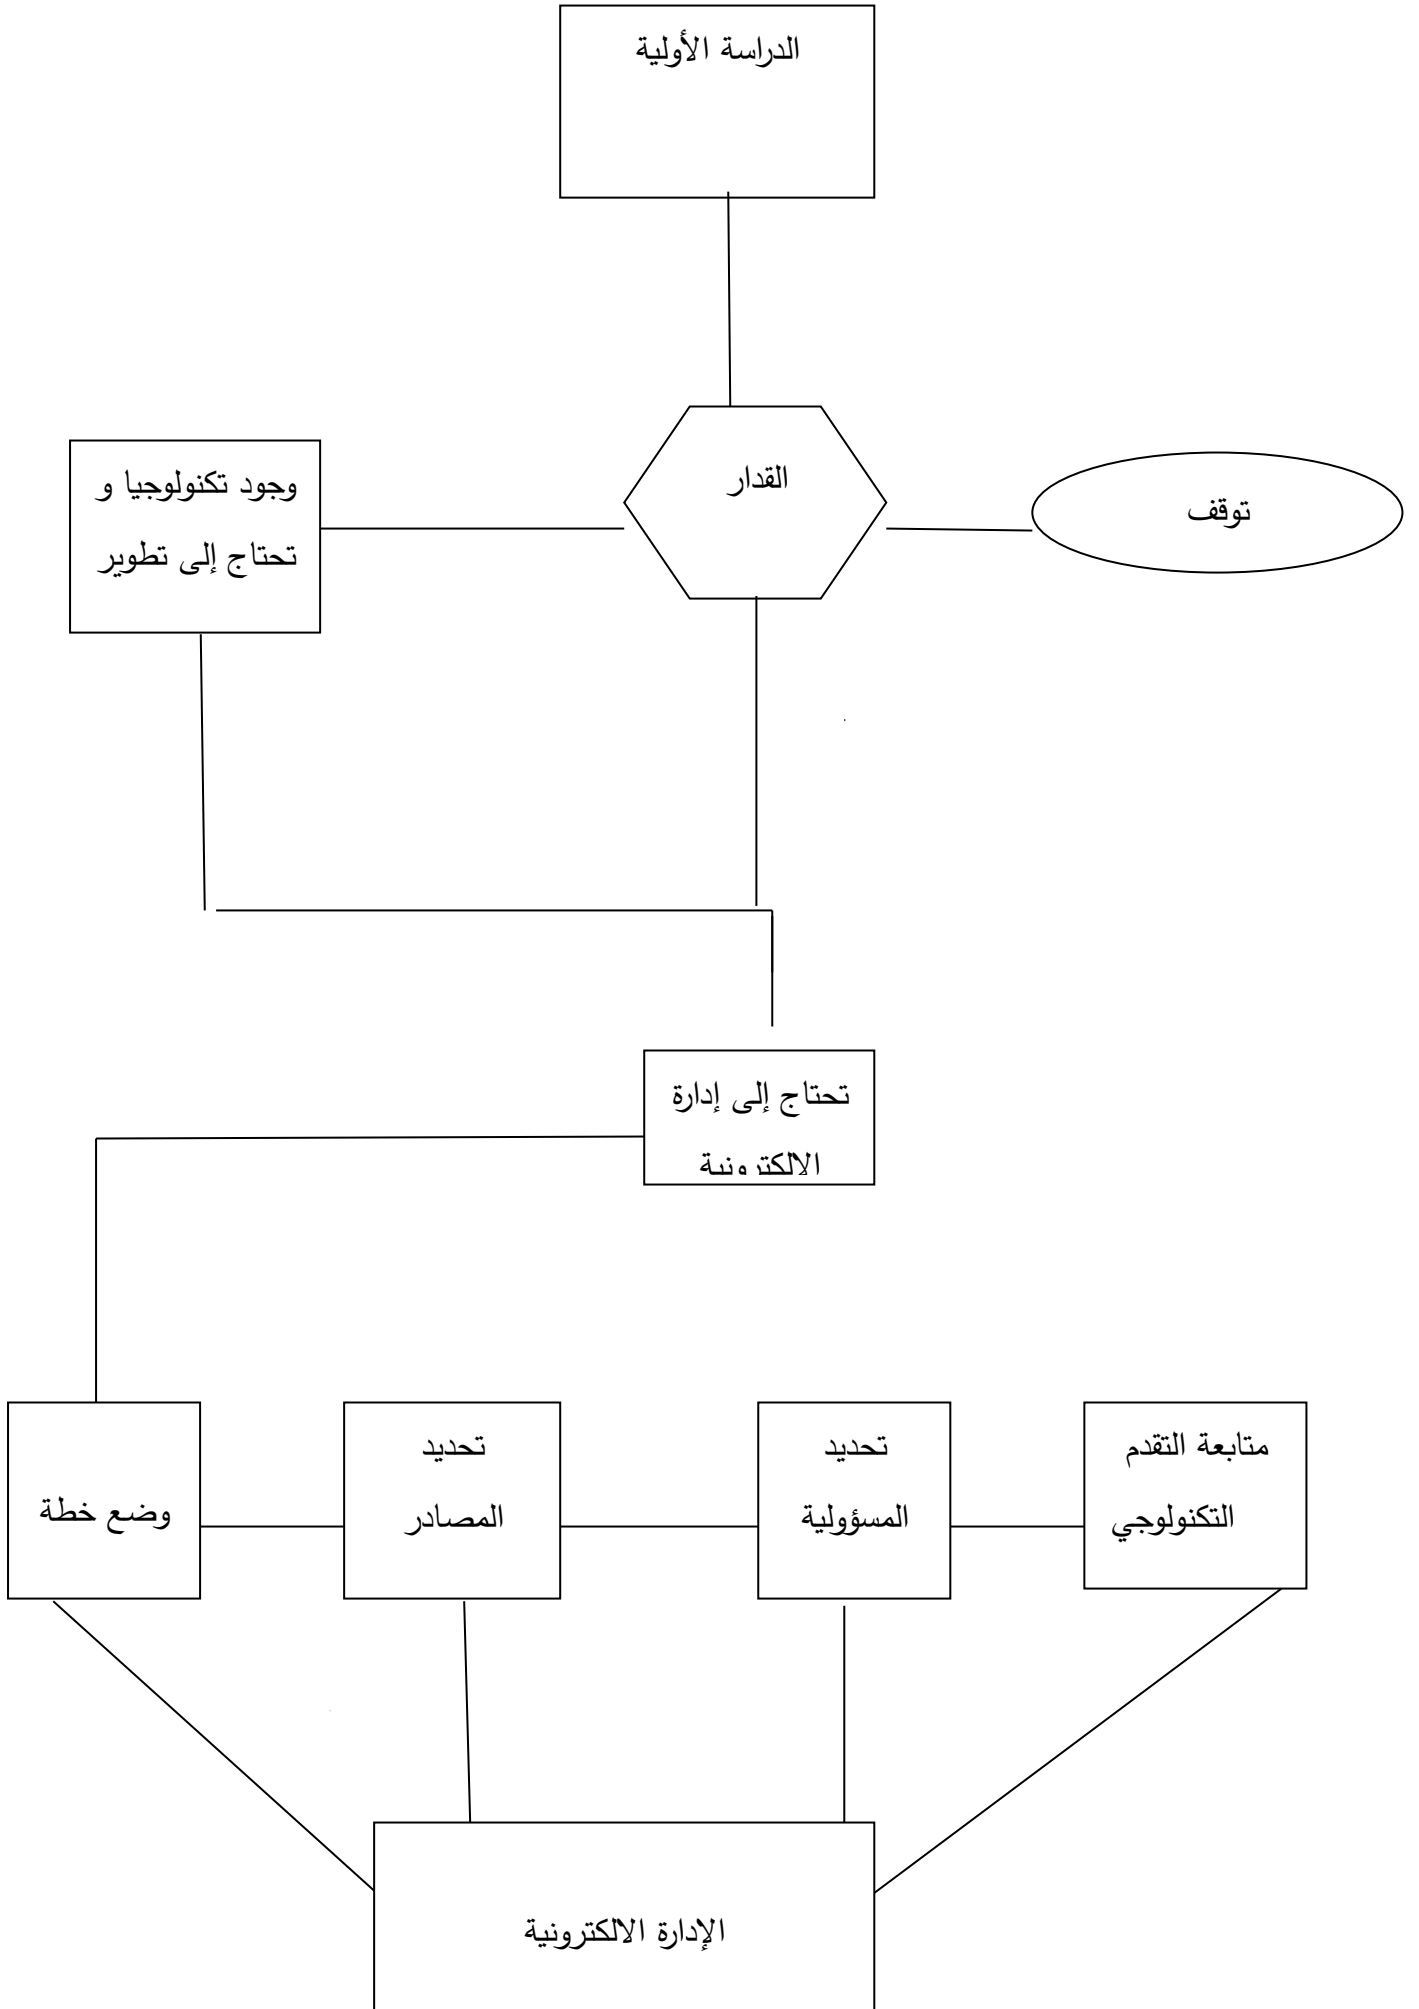 الدراسة الأولية
القدار
توقف
وجود تكنولوجيا و
تحتاج إلى تطوير
تحتاج إلى إدارة
الالكترونية
متابعة التقدم
التكنولوجي
تحديد
المسؤولية
تحديد
المصادر
وضع خطة
الإدارة الالكترونية